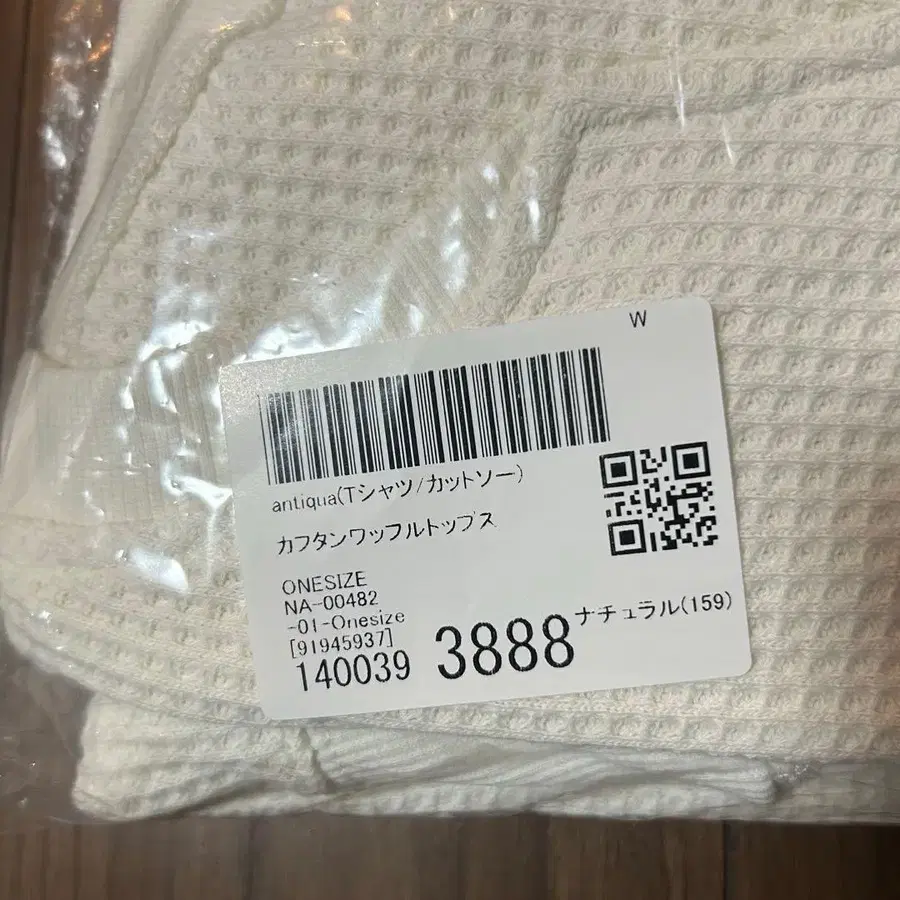 W
antiqua(Tシャツ/カットソー)
カフタンワッフルトップス
ONESIZE
NA-00482
-01-Onesize
[91945937]
140039 3888 ナチュラル(159)